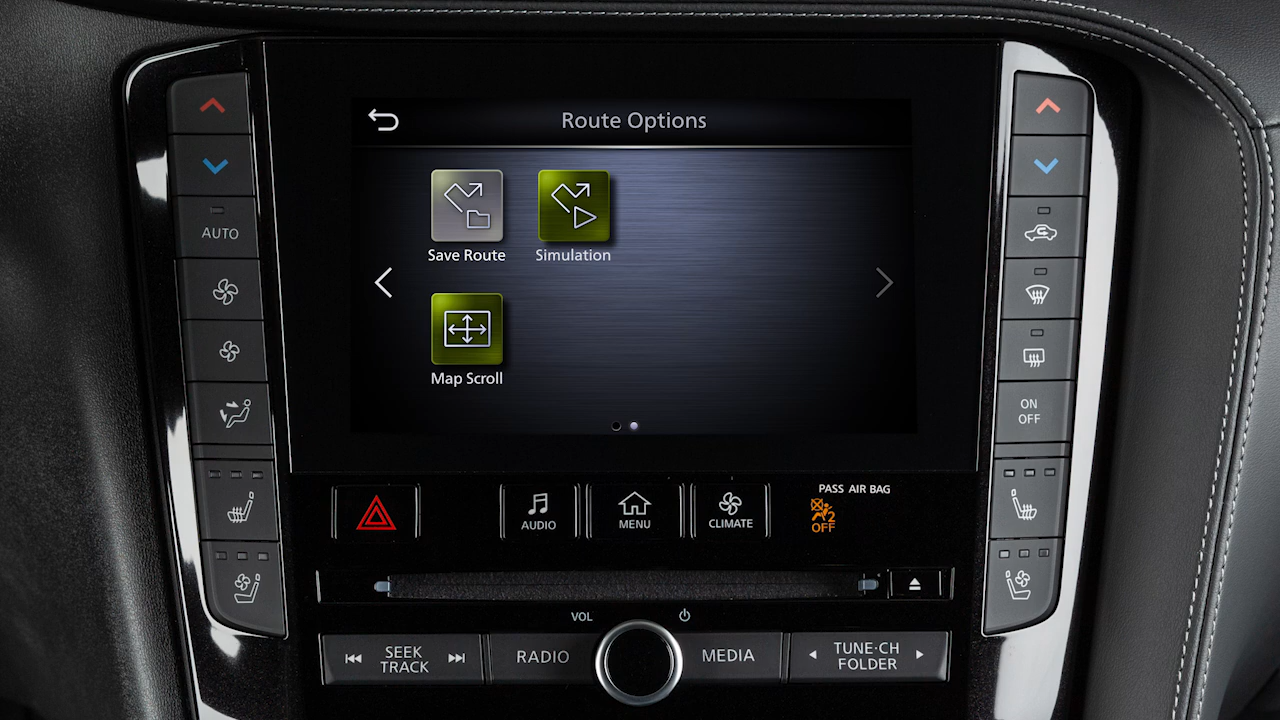 Route Options
Save Route
Simulation
Map Scroll
AUTO
ON
OFF
AUDIO
MENU
CLIMATE
PASS AIR BAG
2
OFF
VOL
SEEK
TRACK
RADIO
MEDIA
TUNE·CH
FOLDER